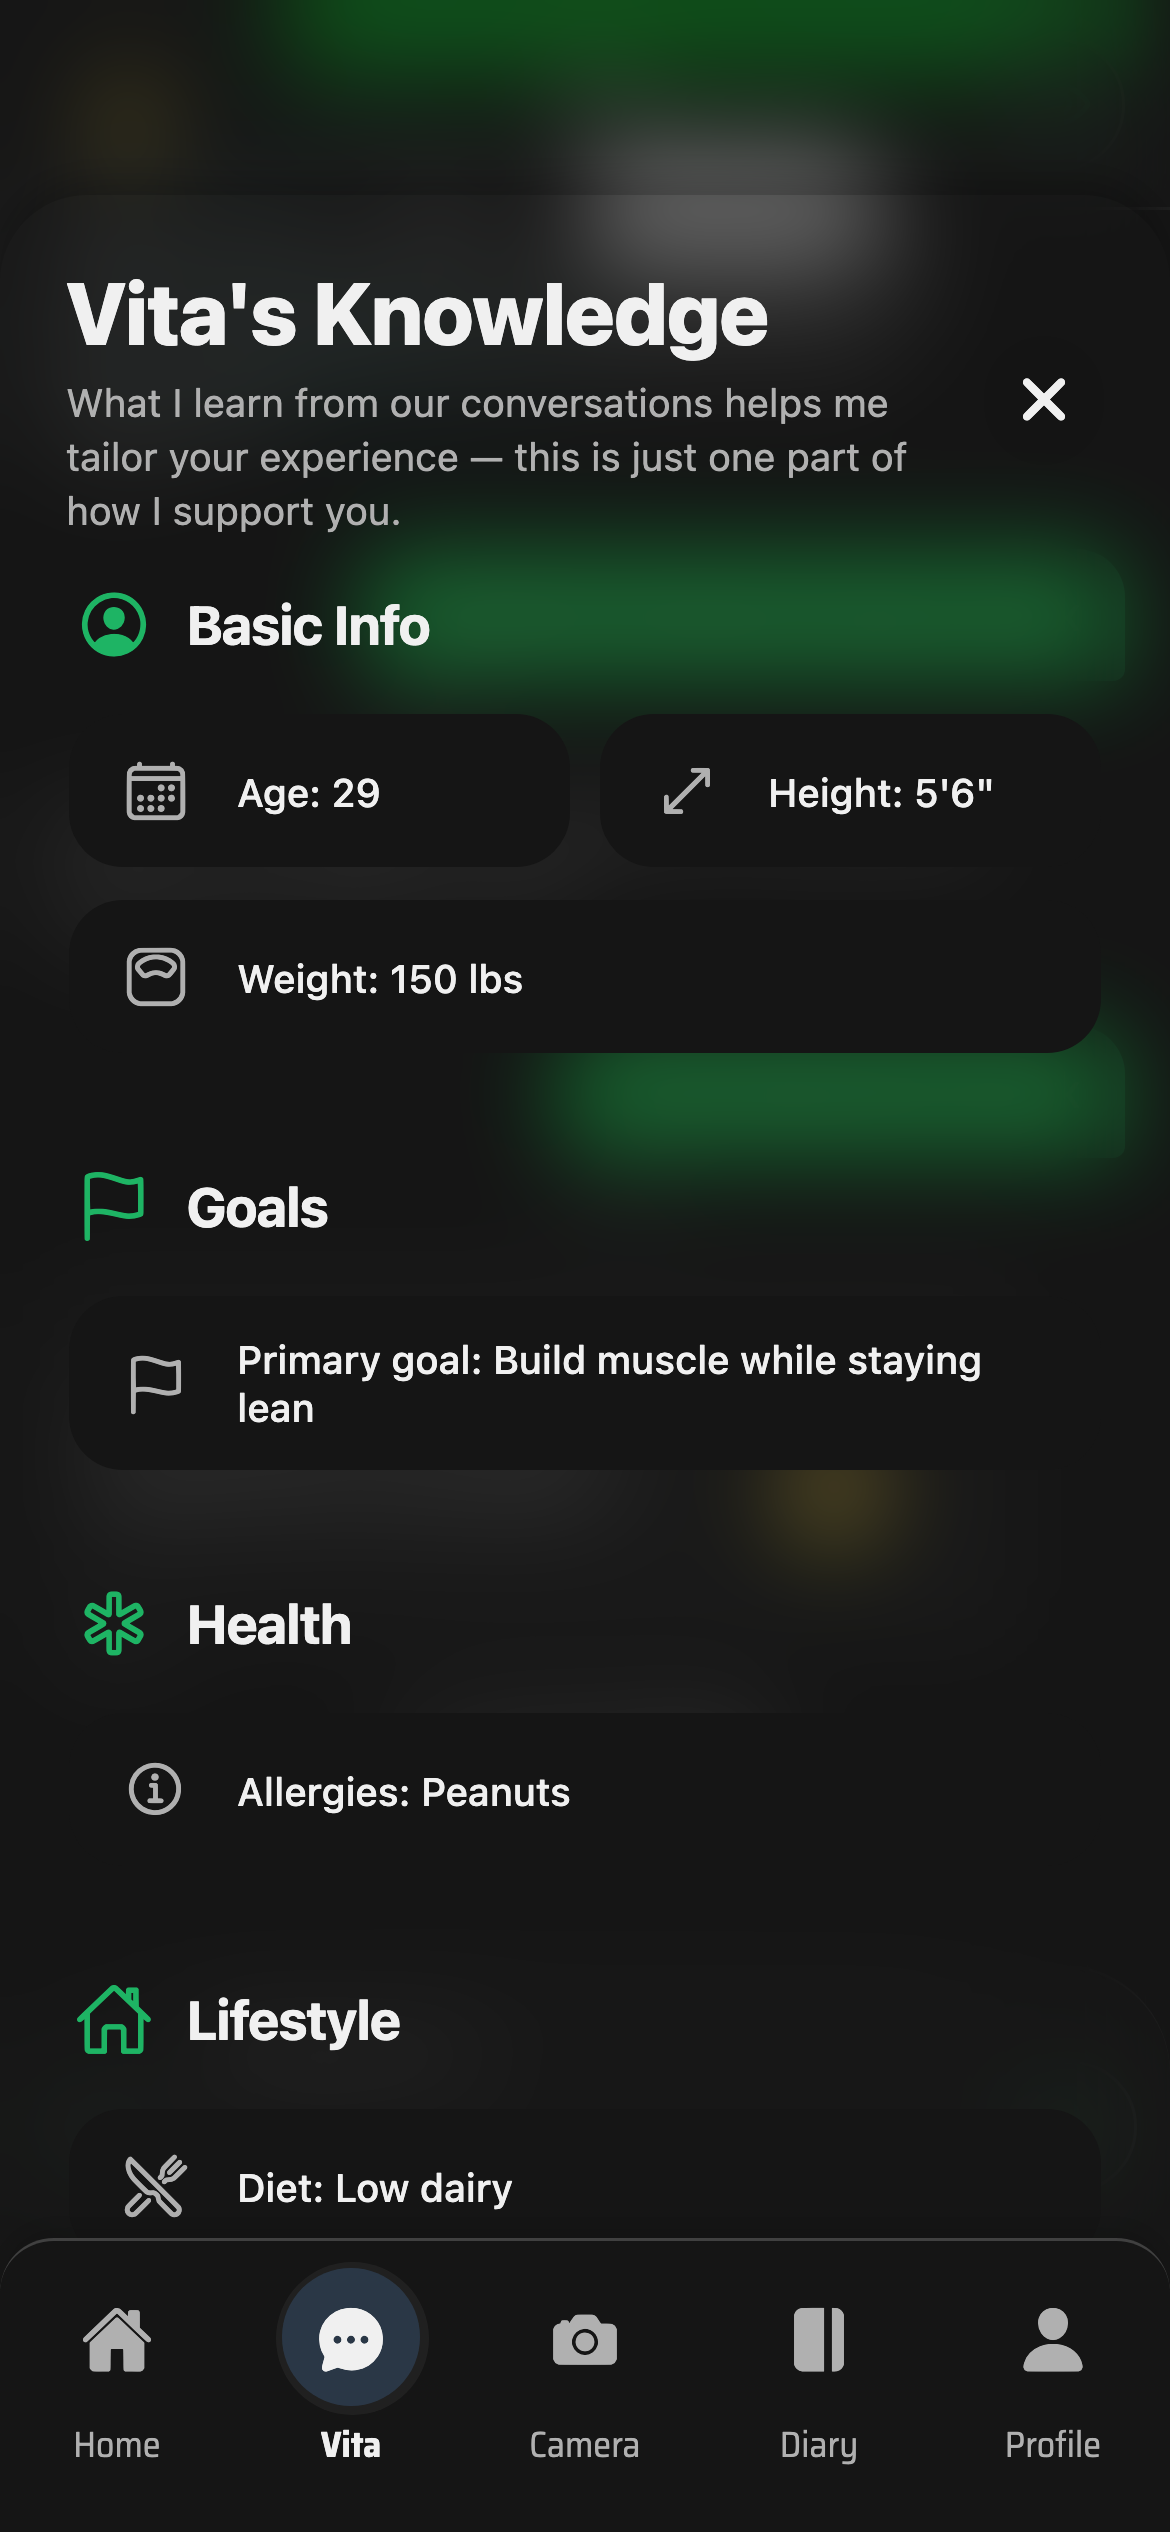 Vita's Knowledge
What I learn from our conversations helps me
tailor your experience — this is just one part of
how I support you.
Basic Info
Age: 29
Height: 5'6"
Weight: 150 lbs
Goals
Primary goal: Build muscle while staying
lean
Health
Allergies: Peanuts
Lifestyle
Diet: Low dairy
Home
Vita
Camera
Diary
Profile